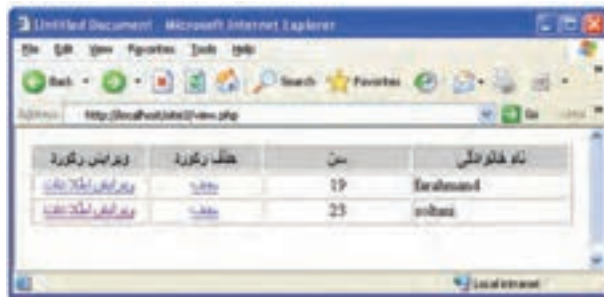 Untitled Document - Microsoft Internet Explorer
File Edit View Favorites Tools Help
Back Search Favorites
Address http://localhost/site3/view.php Go
نام خانوادگی سن حذف رکورد ویرایش رکورد
farahmand 19 حذف ویرایش اطلاعات
soltani 23 حذف ویرایش اطلاعات
Local intranet